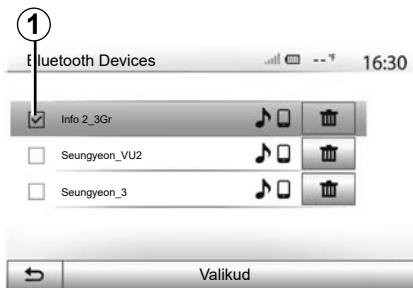 1
Bluetooth Devices -- °F 16:30
Info 2_3Gr
Seungyeon_VU2
Seungyeon_3
Valikud